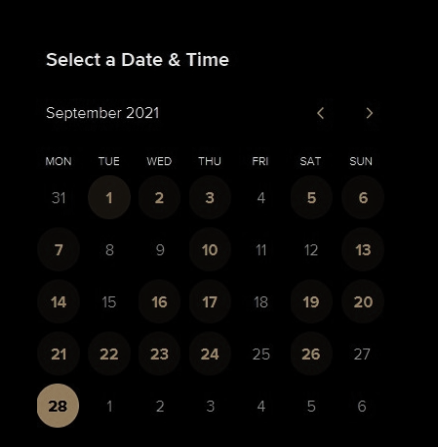 Select a Date & Time
September 2021
MON TUE WED THU FRI SAT SUN
31 1 2 3 4 5 6
7 8 9 10 11 12 13
14 15 16 17 18 19 20
21 22 23 24 25 26 27
28 1 2 3 4 5 6